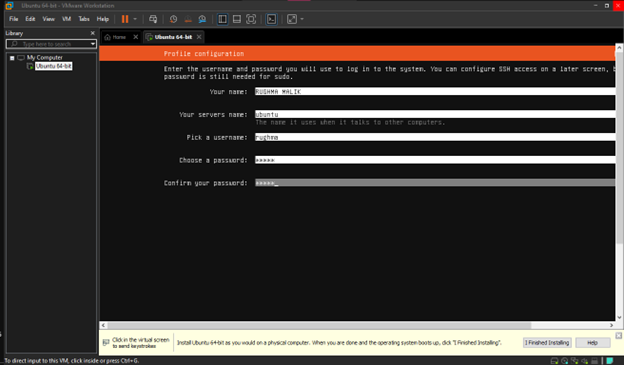 Ubuntu 64-bit - VMware Workstation
File Edit View VM Tabs Help
Library
Type here to search
My Computer
Ubuntu 64-bit
Home
Ubuntu 64-bit
Profile configuration
Enter the username and password you will use to log in to the system. You can configure SSH access on a later screen, b
password is still needed for sudo.
Your name: RUGHMA MALIK
Your servers name: ubuntu
The name it uses when it talks to other computers.
Pick a username: rughma
Choose a password: *****
Confirm your password: *****_
Click in the virtual screen
to send keystrokes
Install Ubuntu 64-bit as you would on a physical computer. When you are done and the operating system boots up, click "I Finished Installing".
I Finished Installing
Help
To direct input to this VM, click inside or press Ctrl+G.